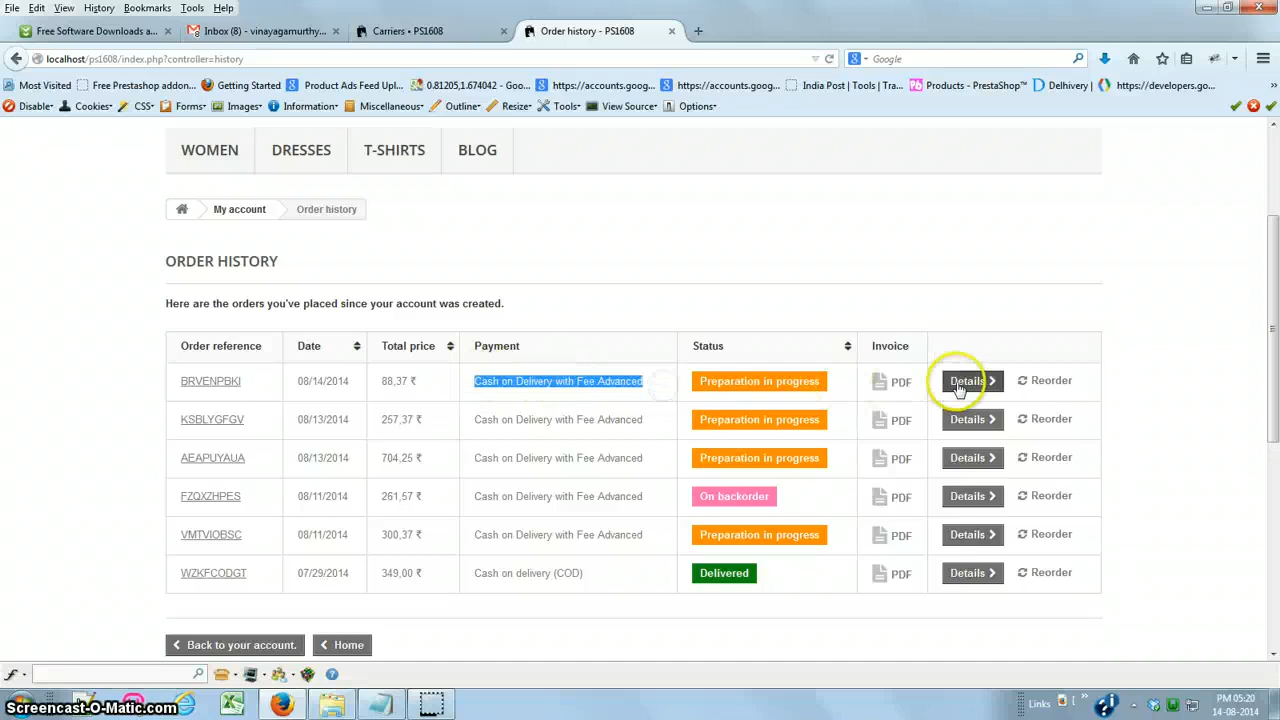 File Edit View History Bookmarks Tools Help
Free Software Downloads a... × Inbox (8) - vinayagamurthy... × Carriers • PS1608 × Order history - PS1608 × +
localhost/ps1608/index.php?controller=history Google
Most Visited Free Prestashop addon... Getting Started Product Ads Feed Upl... 0.81205,1.674042 - Goo... https://accounts.goog... https://accounts.goog... India Post | Tools | Tra... Products - PrestaShop™ Delhivery | https://developers.go... »
Disable Cookies CSS Forms Images Information Miscellaneous Outline Resize Tools View Source Options
WOMEN DRESSES T-SHIRTS BLOG
My account Order history
ORDER HISTORY
Here are the orders you've placed since your account was created.
Order reference Date Total price Payment Status Invoice
BRVENPBKI 08/14/2014 88,37 ₹ Cash on Delivery with Fee Advanced Preparation in progress PDF Details Reorder
KSBLYGFGV 08/13/2014 257,37 ₹ Cash on Delivery with Fee Advanced Preparation in progress PDF Details Reorder
AEAPUYAUA 08/13/2014 704,25 ₹ Cash on Delivery with Fee Advanced Preparation in progress PDF Details Reorder
FZQXZHPES 08/11/2014 261,57 ₹ Cash on Delivery with Fee Advanced On backorder PDF Details Reorder
VMTVIOBSC 08/11/2014 300,37 ₹ Cash on Delivery with Fee Advanced Preparation in progress PDF Details Reorder
WZKFCODGT 07/29/2014 349,00 ₹ Cash on delivery (COD) Delivered PDF Details Reorder
Back to your account. Home
Links » PM 05:20
14-08-2014
Screencast-O-Matic.com